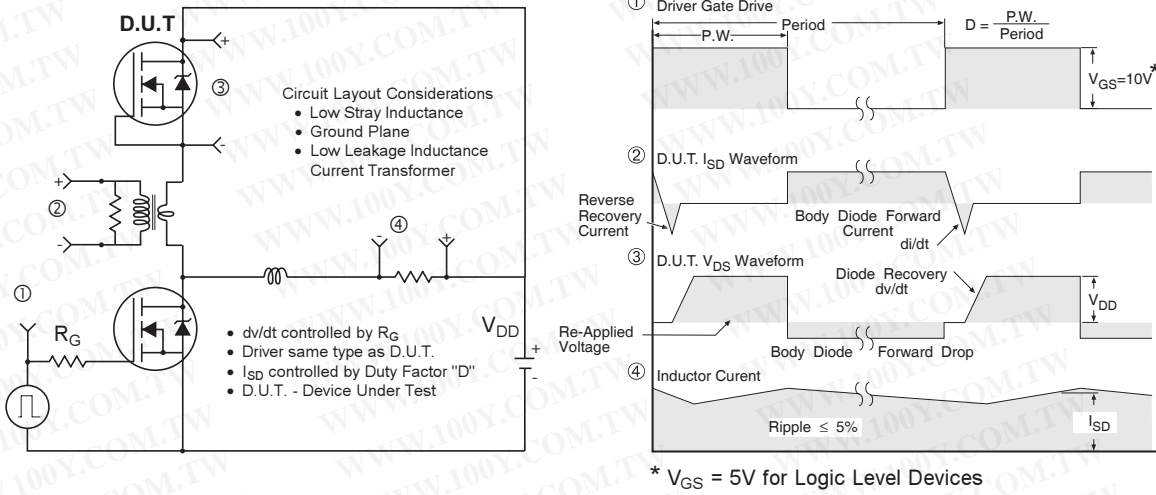 D.U.T
+
③
-
Circuit Layout Considerations
• Low Stray Inductance
• Ground Plane
• Low Leakage Inductance
Current Transformer
+
②
-
④
-
+
①
R_G
• dv/dt controlled by R_G
• Driver same type as D.U.T.
• I_SD controlled by Duty Factor "D"
• D.U.T. - Device Under Test
V_DD
+
-
① Driver Gate Drive
P.W.
Period
D = P.W. / Period
V_GS=10V*
② D.U.T. I_SD Waveform
Reverse
Recovery
Current
Body Diode Forward
Current
di/dt
③ D.U.T. V_DS Waveform
Diode Recovery
dv/dt
V_DD
Re-Applied
Voltage
Body Diode Forward Drop
④ Inductor Curent
Ripple ≤ 5%
I_SD
* V_GS = 5V for Logic Level Devices
WWW.100Y.COM.TW